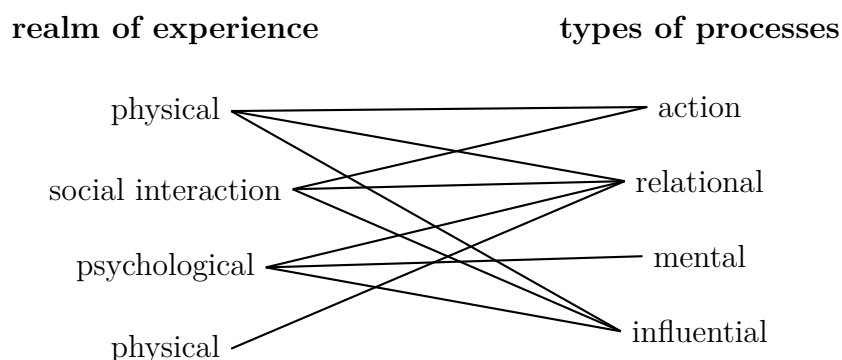 realm of experience types of processes
physical action
social interaction relational
psychological mental
physical influential